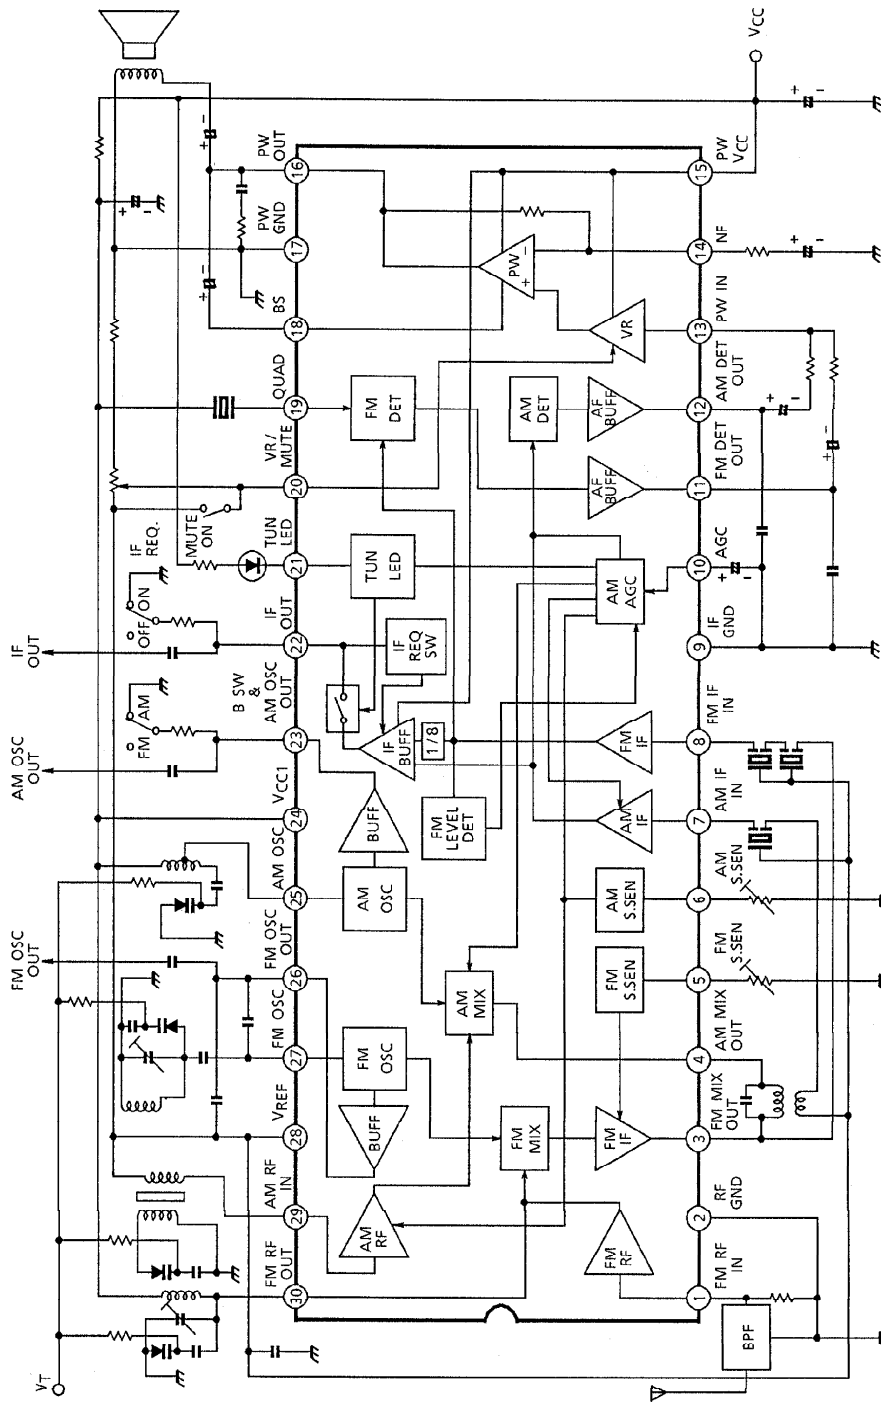 VCC
PW OUT
16
PW GND
17
BS
18
QUAD
19
VR/ MUTE
20
MUTE ON
TUN LED
21
IF REQ.
ON
OFF
IF OUT
IF OUT
22
B SW & AM OSC OUT
AM OSC OUT
AM
FM
23
VCC1
24
AM OSC
25
FM OSC OUT
FM OSC OUT
26
FM OSC
27
VREF
28
AM RF IN
29
FM RF OUT
30
VT
PW
+
-
VR
FM DET
AM DET
AF BUFF
AF BUFF
TUN LED
AM AGC
IF REQ SW
IF BUFF
1/8
FM IF
BUFF
FM LEVEL DET
AM IF
AM OSC
AM S.SEN
FM S.SEN
AM MIX
FM OSC
BUFF
FM MIX
FM IF
AM RF
FM RF
15
PW VCC
14
NF
13
PW IN
12
AM DET OUT
11
FM DET OUT
10
AGC
9
IF GND
8
FM IF IN
7
AM IF IN
6
AM S.SEN
5
FM S.SEN
4
AM MIX OUT
3
FM MIX OUT
2
RF GND
1
FM RF IN
BPF
+
-
+
-
+
-
+
-
+
-
+
-
+
-
+
-
+
-